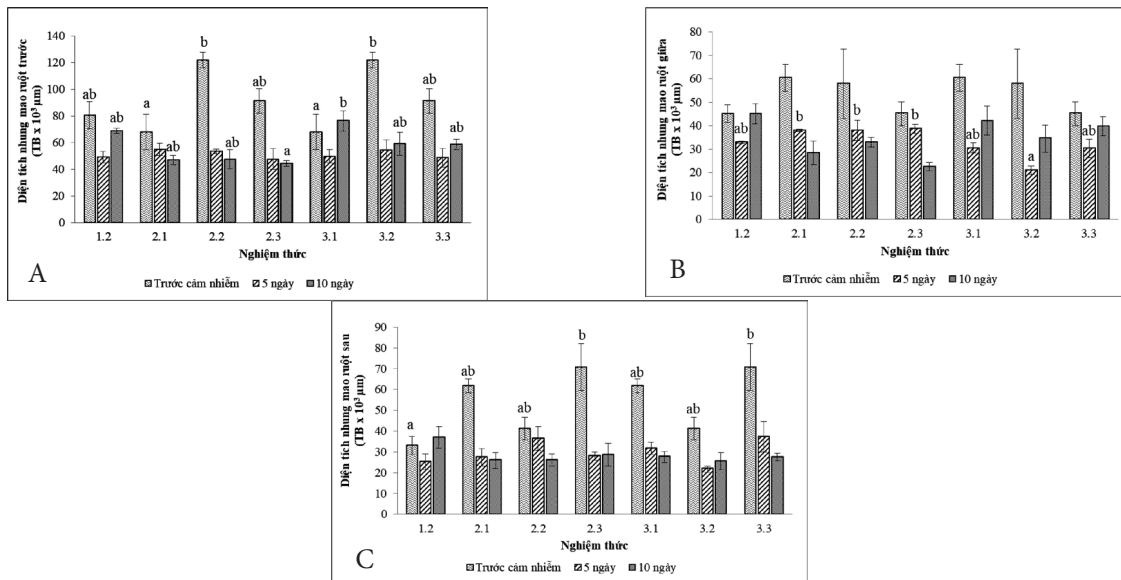 Diện tích nhung mao ruột trước
(TB x 10³ µm)
140
120
100
80
60
40
20
0
ab
ab
a
ab
b
ab
ab
a
a
b
b
ab
ab
1.2
2.1
2.2
2.3
3.1
3.2
3.3
Nghiệm thức
Trước cảm nhiễm
5 ngày
10 ngày
A
Diện tích nhung mao ruột giữa
(TB x 10³ µm)
80
70
60
50
40
30
20
10
0
ab
b
b
b
ab
a
ab
1.2
2.1
2.2
2.3
3.1
3.2
3.3
Nghiệm thức
Trước cảm nhiễm
5 ngày
10 ngày
B
Diện tích nhung mao ruột sau
(TB x 10³ µm)
90
80
70
60
50
40
30
20
10
0
a
ab
ab
b
ab
ab
b
1.2
2.1
2.2
2.3
3.1
3.2
3.3
Nghiệm thức
Trước cảm nhiễm
5 ngày
10 ngày
C